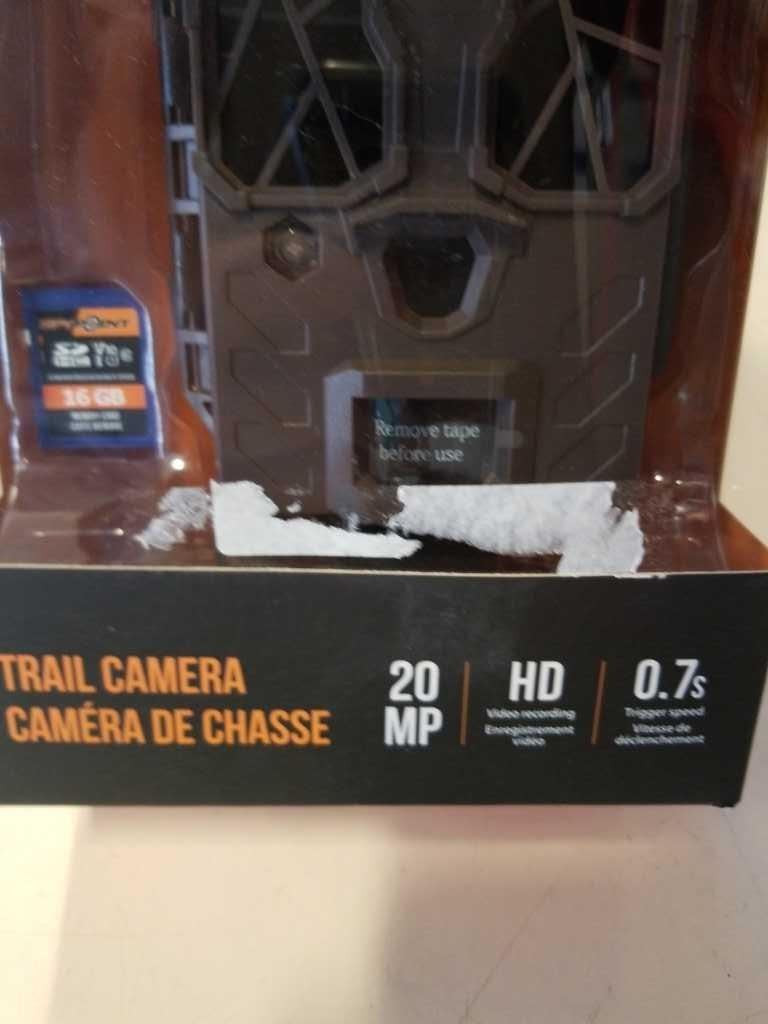 SPYPOINT
16 GB
Remove tape
before use
TRAIL CAMERA
CAMÉRA DE CHASSE
20
MP
HD
Video recording
Enregistrement
vidéo
0.7s
Trigger speed
Vitesse de
déclenchement